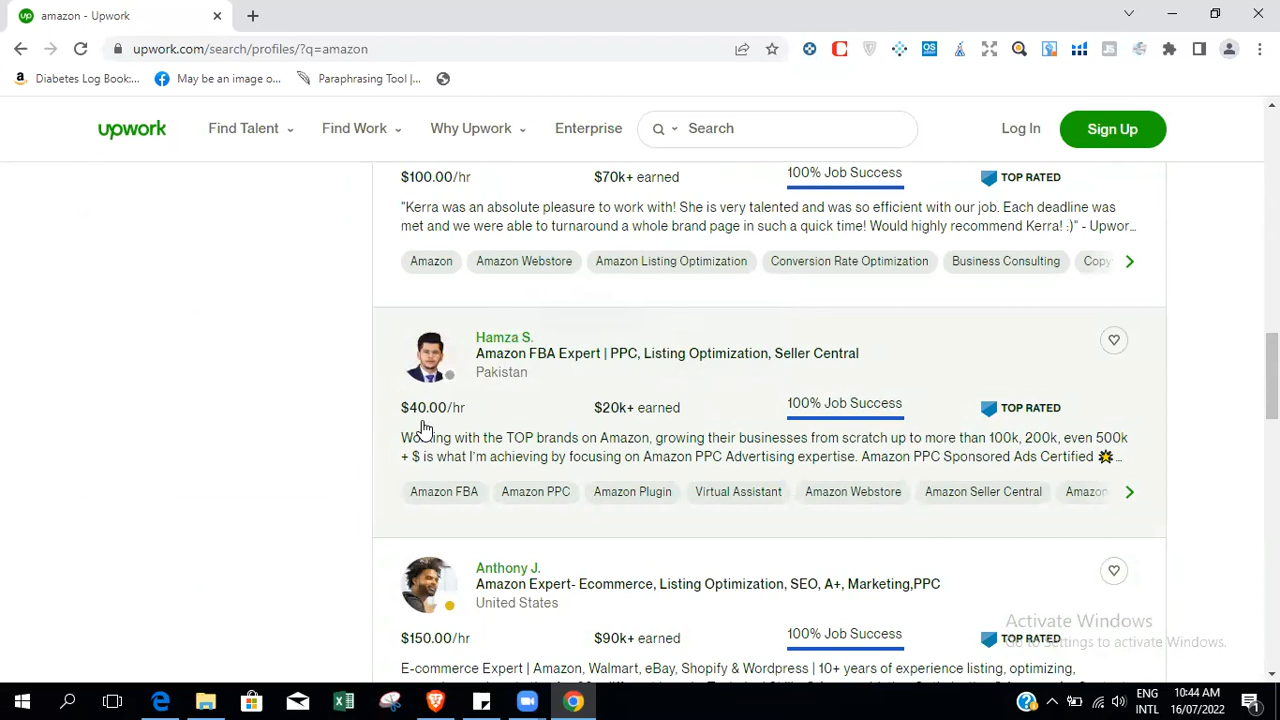 amazon - Upwork
upwork.com/search/profiles/?q=amazon
Diabetes Log Book:... May be an image o... Paraphrasing Tool |...
upwork Find Talent Find Work Why Upwork Enterprise Search Log In Sign Up
$100.00/hr $70k+ earned 100% Job Success TOP RATED
"Kerra was an absolute pleasure to work with! She is very talented and was so efficient with our job. Each deadline was
met and we were able to turnaround a whole brand page in such a quick time! Would highly recommend Kerra! :)" - Upwor...
Amazon Amazon Webstore Amazon Listing Optimization Conversion Rate Optimization Business Consulting Copy
Hamza S.
Amazon FBA Expert | PPC, Listing Optimization, Seller Central
Pakistan
$40.00/hr $20k+ earned 100% Job Success TOP RATED
Working with the TOP brands on Amazon, growing their businesses from scratch up to more than 100k, 200k, even 500k
+ $ is what I'm achieving by focusing on Amazon PPC Advertising expertise. Amazon PPC Sponsored Ads Certified 💥...
Amazon FBA Amazon PPC Amazon Plugin Virtual Assistant Amazon Webstore Amazon Seller Central Amazon
Anthony J.
Amazon Expert- Ecommerce, Listing Optimization, SEO, A+, Marketing,PPC
United States
Activate Windows
$150.00/hr $90k+ earned 100% Job Success TOP RATED
Go to Settings to activate Windows.
E-commerce Expert | Amazon, Walmart, eBay, Shopify & Wordpress | 10+ years of experience listing, optimizing,
ENG 10:44 AM
INTL 16/07/2022